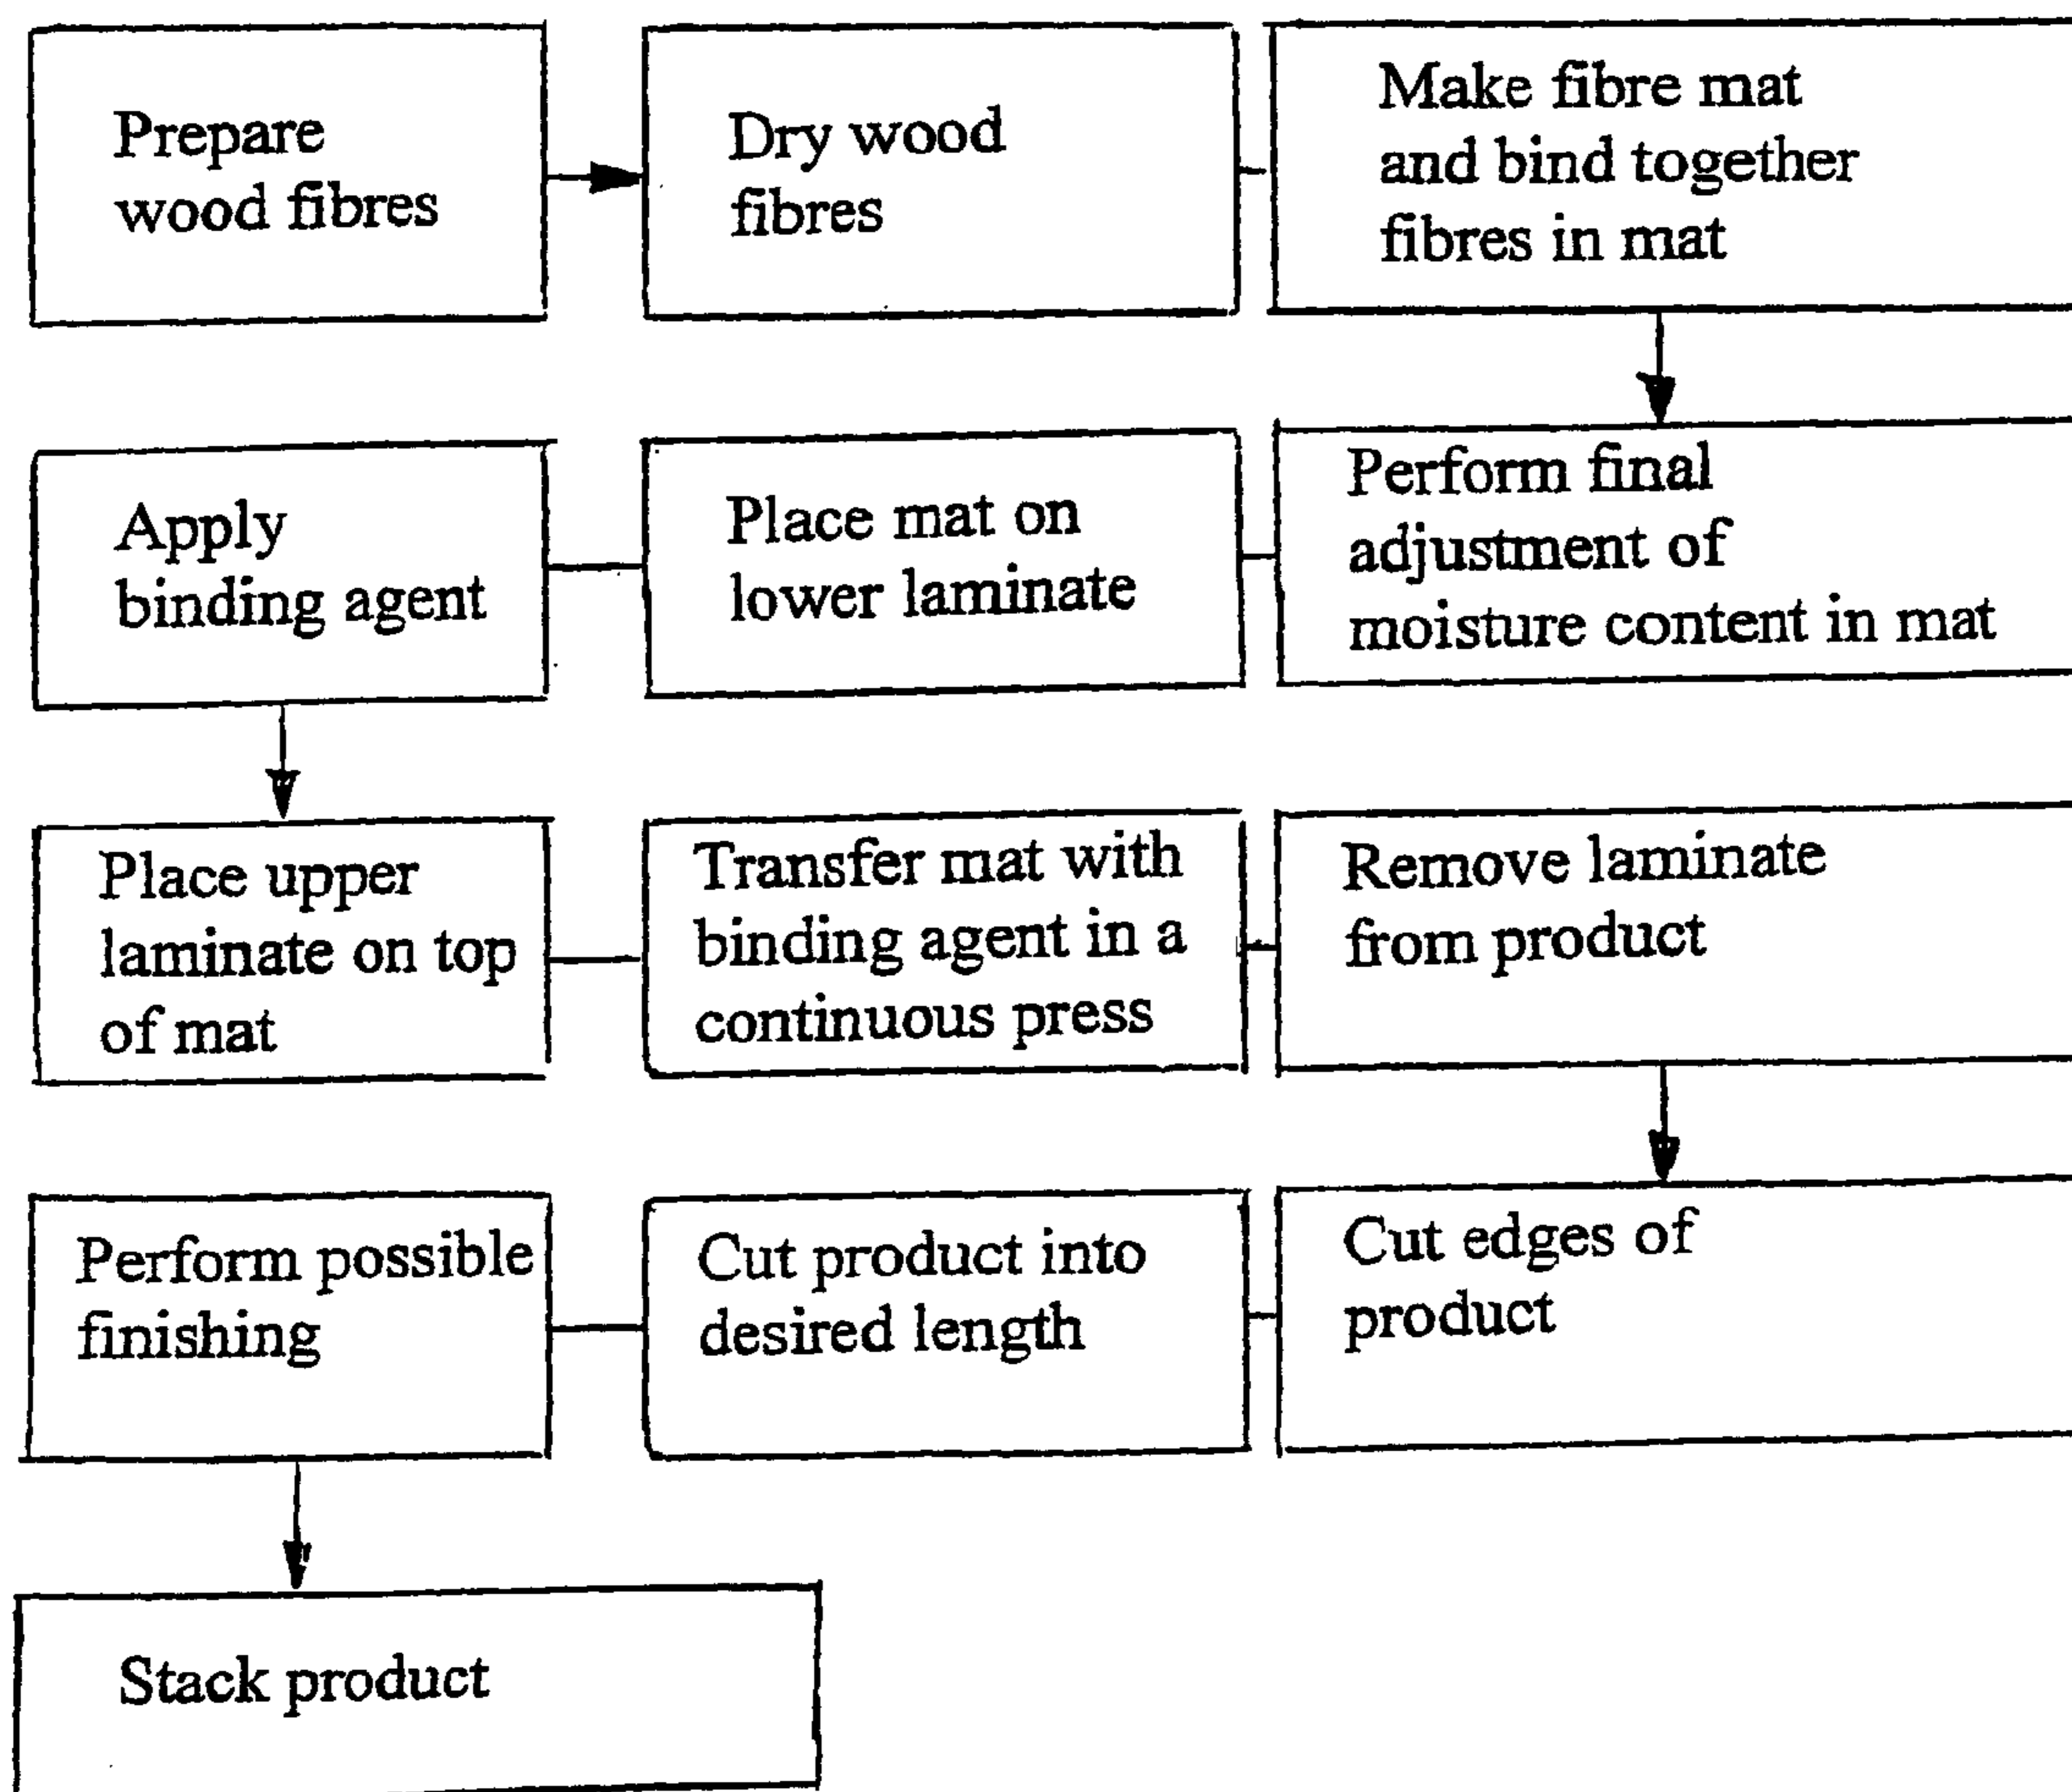 Prepare
wood fibres
Dry wood
fibres
Make fibre mat
and bind together
fibres in mat
Perform final
adjustment of
moisture content in mat
Place mat on
lower laminate
Apply
binding agent
Place upper
laminate on top
of mat
Transfer mat with
binding agent in a
continuous press
Remove laminate
from product
Cut edges of
product
Cut product into
desired length
Perform possible
finishing
Stack product